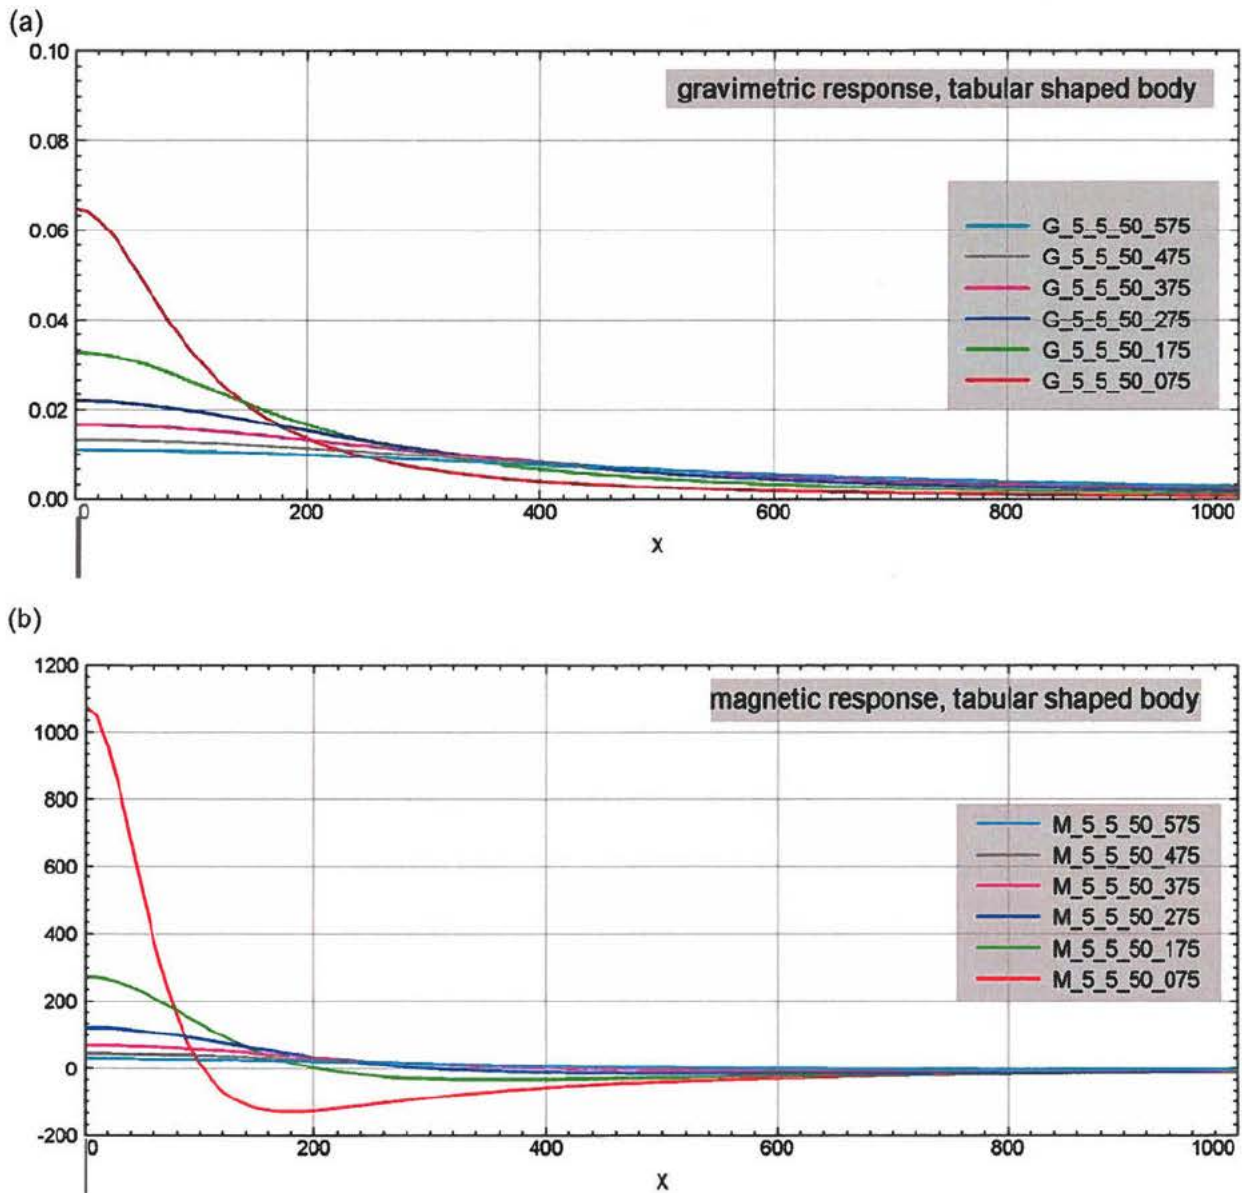 (a)
0.10
gravimetric response, tabular shaped body
0.08
0.06
0.04
0.02
0.00
G_5_5_50_575
G_5_5_50_475
G_5_5_50_375
G_5_5_50_275
G_5_5_50_175
G_5_5_50_075
0 200 400 600 800 1000
X
(b)
1200
magnetic response, tabular shaped body
1000
800
600
400
200
0
-200
M_5_5_50_575
M_5_5_50_475
M_5_5_50_375
M_5_5_50_275
M_5_5_50_175
M_5_5_50_075
0 200 400 600 800 1000
X